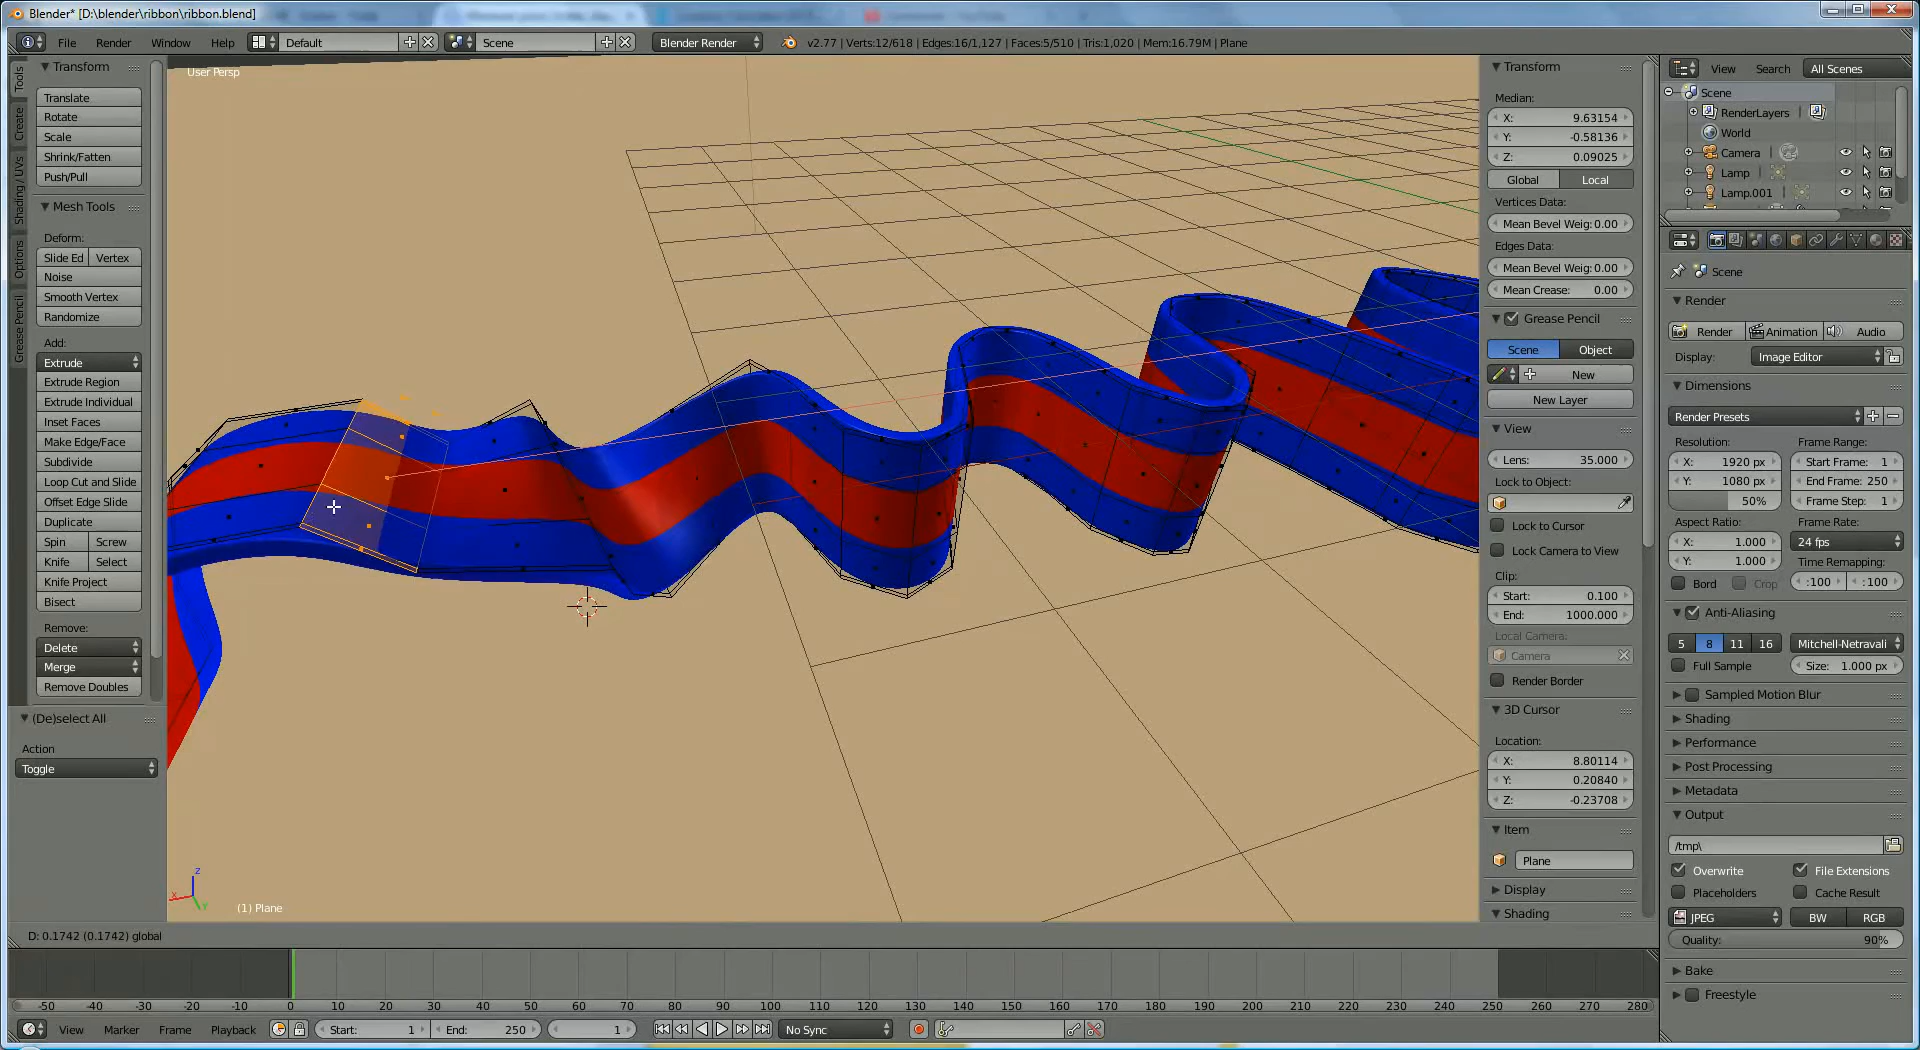 Blender* [D:\blender\ribbon\ribbon.blend]
File Render Window Help Default Scene Blender Render v2.77 | Verts:12/618 | Edges:16/1,127 | Faces:5/510 | Tris:1,020 | Mem:16.79M | Plane
Tools
Create
Shading / UVs
Options
Grease Pencil
Transform
Translate
Rotate
Scale
Shrink/Fatten
Push/Pull
Mesh Tools
Deform:
Slide Ed Vertex
Noise
Smooth Vertex
Randomize
Add:
Extrude
Extrude Region
Extrude Individual
Inset Faces
Make Edge/Face
Subdivide
Loop Cut and Slide
Offset Edge Slide
Duplicate
Spin Screw
Knife Select
Knife Project
Bisect
Remove:
Delete
Merge
Remove Doubles
(De)select All
Action
Toggle
User Persp
z
x
Y
(1) Plane
D: 0.1742 (0.1742) global
Transform
Median:
X: 9.63154
Y: -0.58136
Z: 0.09025
Global Local
Vertices Data:
Mean Bevel Weig: 0.00
Edges Data:
Mean Bevel Weig: 0.00
Mean Crease: 0.00
Grease Pencil
Scene Object
New
New Layer
View
Lens: 35.000
Lock to Object:
Lock to Cursor
Lock Camera to View
Clip:
Start: 0.100
End: 1000.000
Local Camera:
Camera
Render Border
3D Cursor
Location:
X: 8.80114
Y: 0.20840
Z: -0.23708
Item
Plane
Display
Shading
View Search All Scenes
Scene
RenderLayers
World
Camera
Lamp
Lamp.001
Scene
Render
Render Animation Audio
Display: Image Editor
Dimensions
Render Presets
Resolution: Frame Range:
X: 1920 px Start Frame: 1
Y: 1080 px End Frame: 250
50% Frame Step: 1
Aspect Ratio: Frame Rate:
X: 1.000 24 fps
Y: 1.000 Time Remapping:
Bord Crop :100 :100
Anti-Aliasing
5 8 11 16 Mitchell-Netravali
Full Sample Size: 1.000 px
Sampled Motion Blur
Shading
Performance
Post Processing
Metadata
Output
/tmp\
Overwrite File Extensions
Placeholders Cache Result
JPEG BW RGB
Quality: 90%
Bake
Freestyle
-50 -40 -30 -20 -10 0 10 20 30 40 50 60 70 80 90 100 110 120 130 140 150 160 170 180 190 200 210 220 230 240 250 260 270 280
View Marker Frame Playback Start: 1 End: 250 1 No Sync